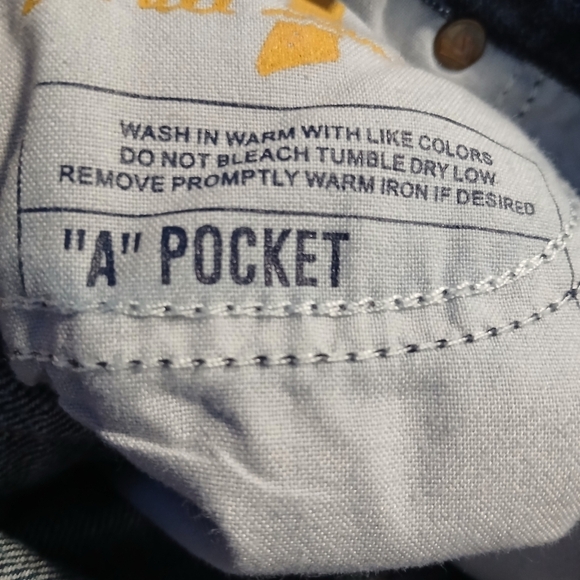 WASH IN WARM WITH LIKE COLORS
DO NOT BLEACH TUMBLE DRY LOW
REMOVE PROMPTLY WARM IRON IF DESIRED
"A" POCKET